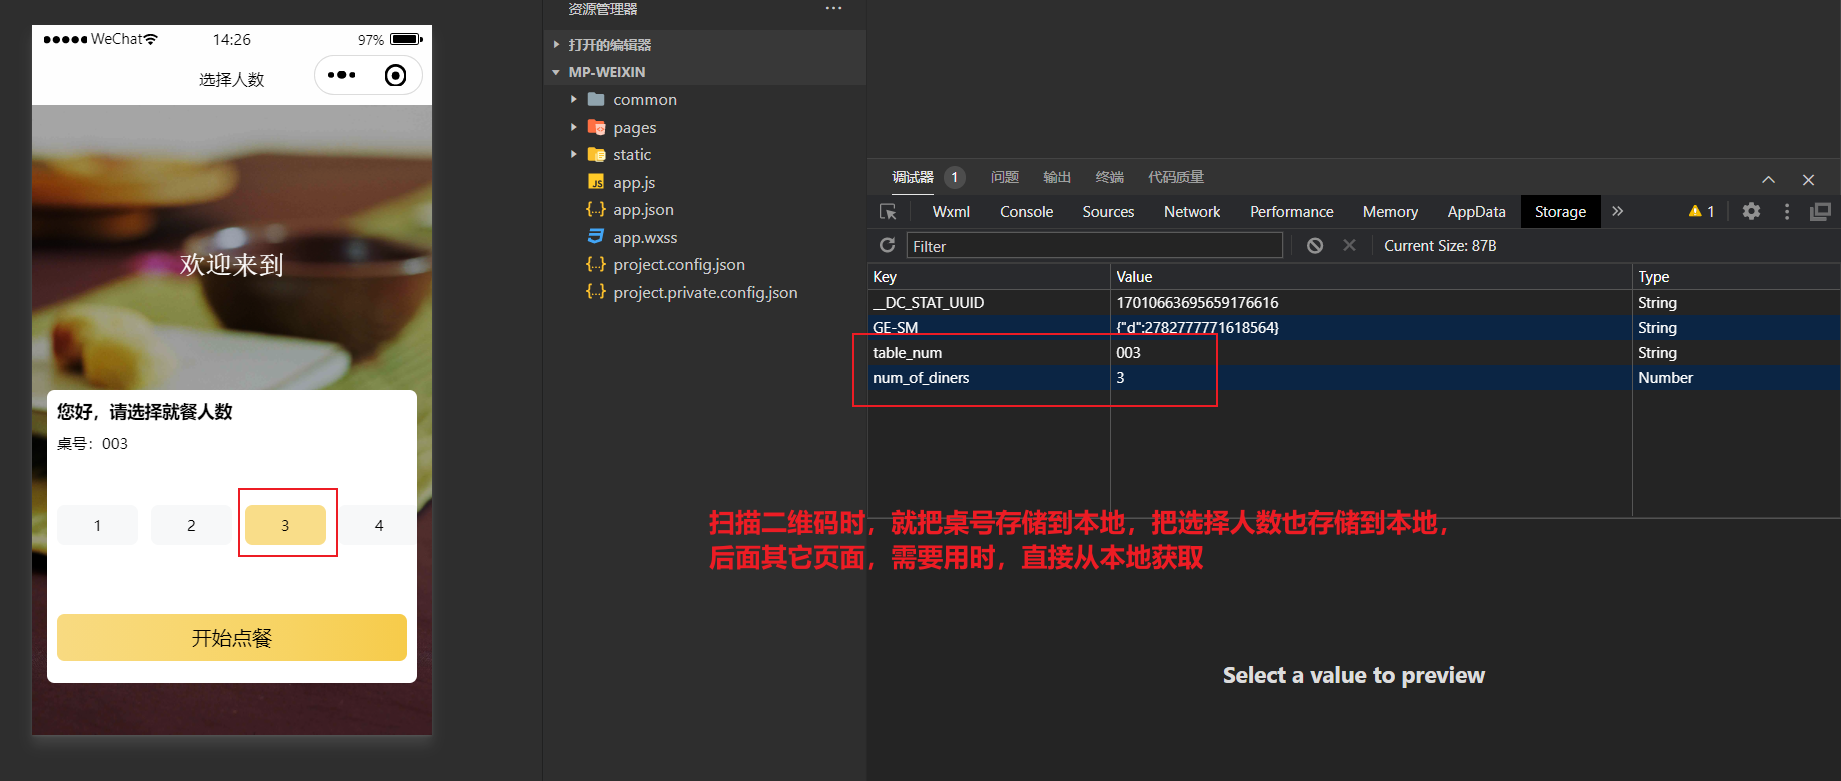 WeChat
14:26
97%
选择人数
欢迎来到
您好，请选择就餐人数
桌号：003
1
2
3
4
开始点餐
资源管理器
打开的编辑器
MP-WEIXIN
common
pages
static
JS app.js
{..} app.json
app.wxss
{..} project.config.json
{..} project.private.config.json
调试器 1 问题 输出 终端 代码质量
Wxml Console Sources Network Performance Memory AppData Storage 1
Filter
Current Size: 87B
Key Value Type
__DC_STAT_UUID 17010663695659176616 String
GE-SM {"d":2782777771618564} String
table_num 003 String
num_of_diners 3 Number
扫描二维码时，就把桌号存储到本地，把选择人数也存储到本地，
后面其它页面，需要用时，直接从本地获取
Select a value to preview